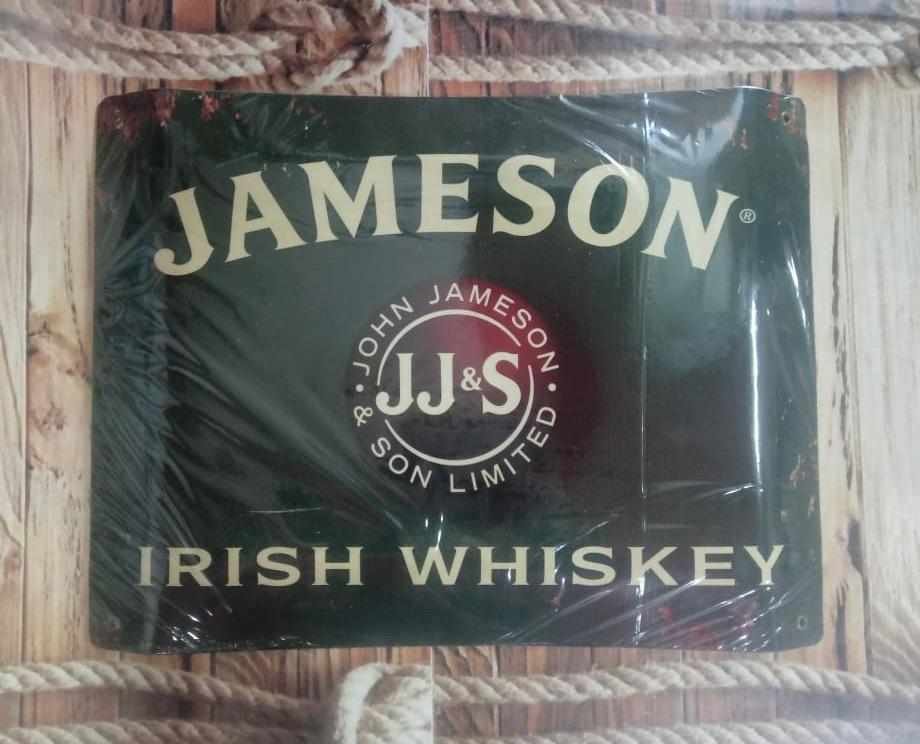 JAMESON®
JOHN JAMESON
JJ&S
& SON LIMITED
IRISH WHISKEY